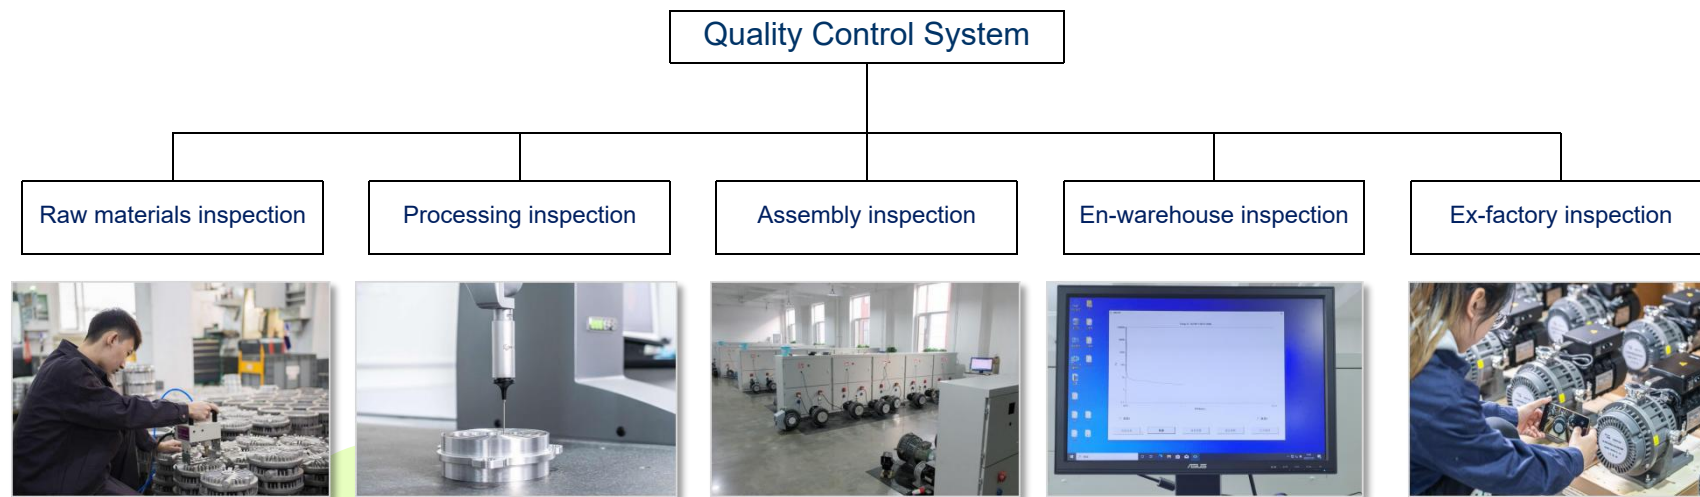 Quality Control System
Raw materials inspection
Processing inspection
Assembly inspection
En-warehouse inspection
Ex-factory inspection
ASUS